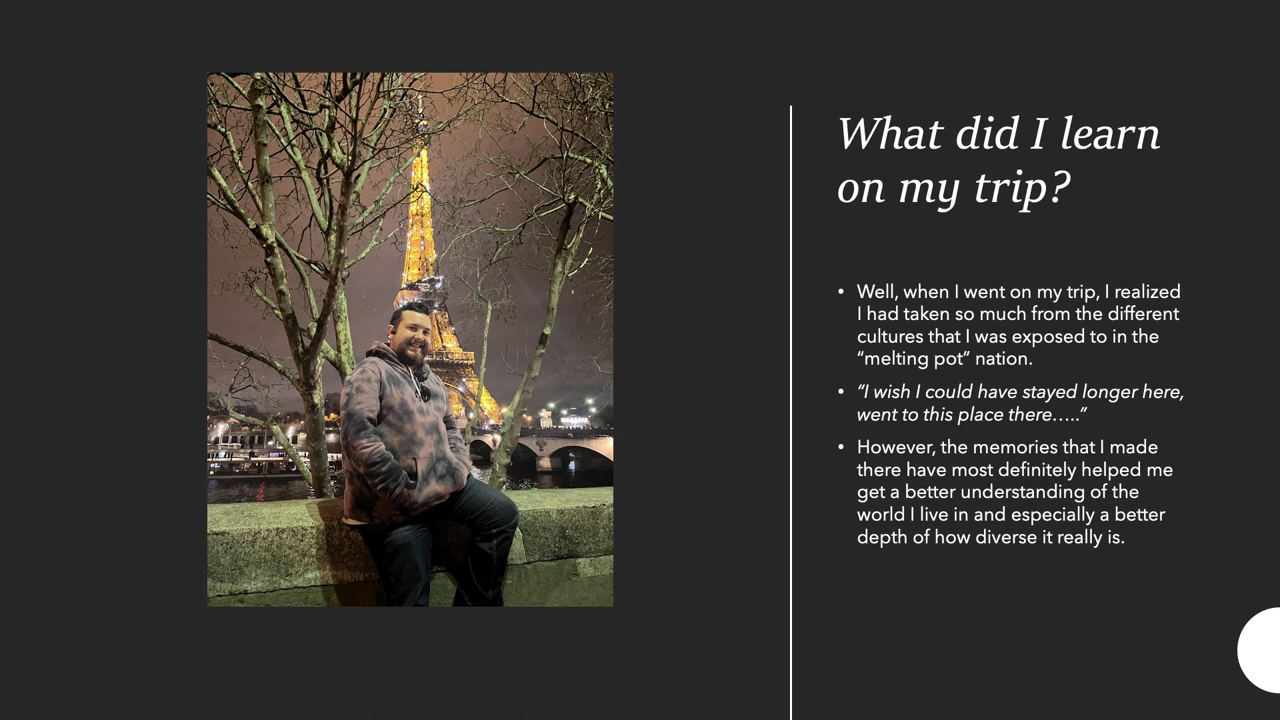 What did I learn
on my trip?
• Well, when I went on my trip, I realized
I had taken so much from the different
cultures that I was exposed to in the
“melting pot” nation.
• “I wish I could have stayed longer here,
went to this place there…..”
• However, the memories that I made
there have most definitely helped me
get a better understanding of the
world I live in and especially a better
depth of how diverse it really is.